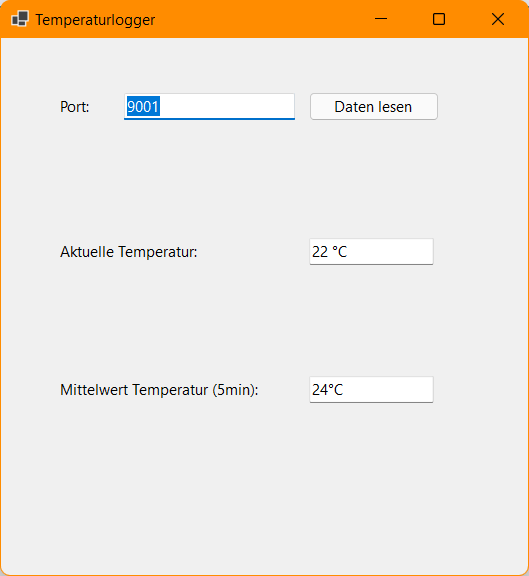 Temperaturlogger
Port: 9001 Daten lesen
Aktuelle Temperatur: 22 °C
Mittelwert Temperatur (5min): 24°C